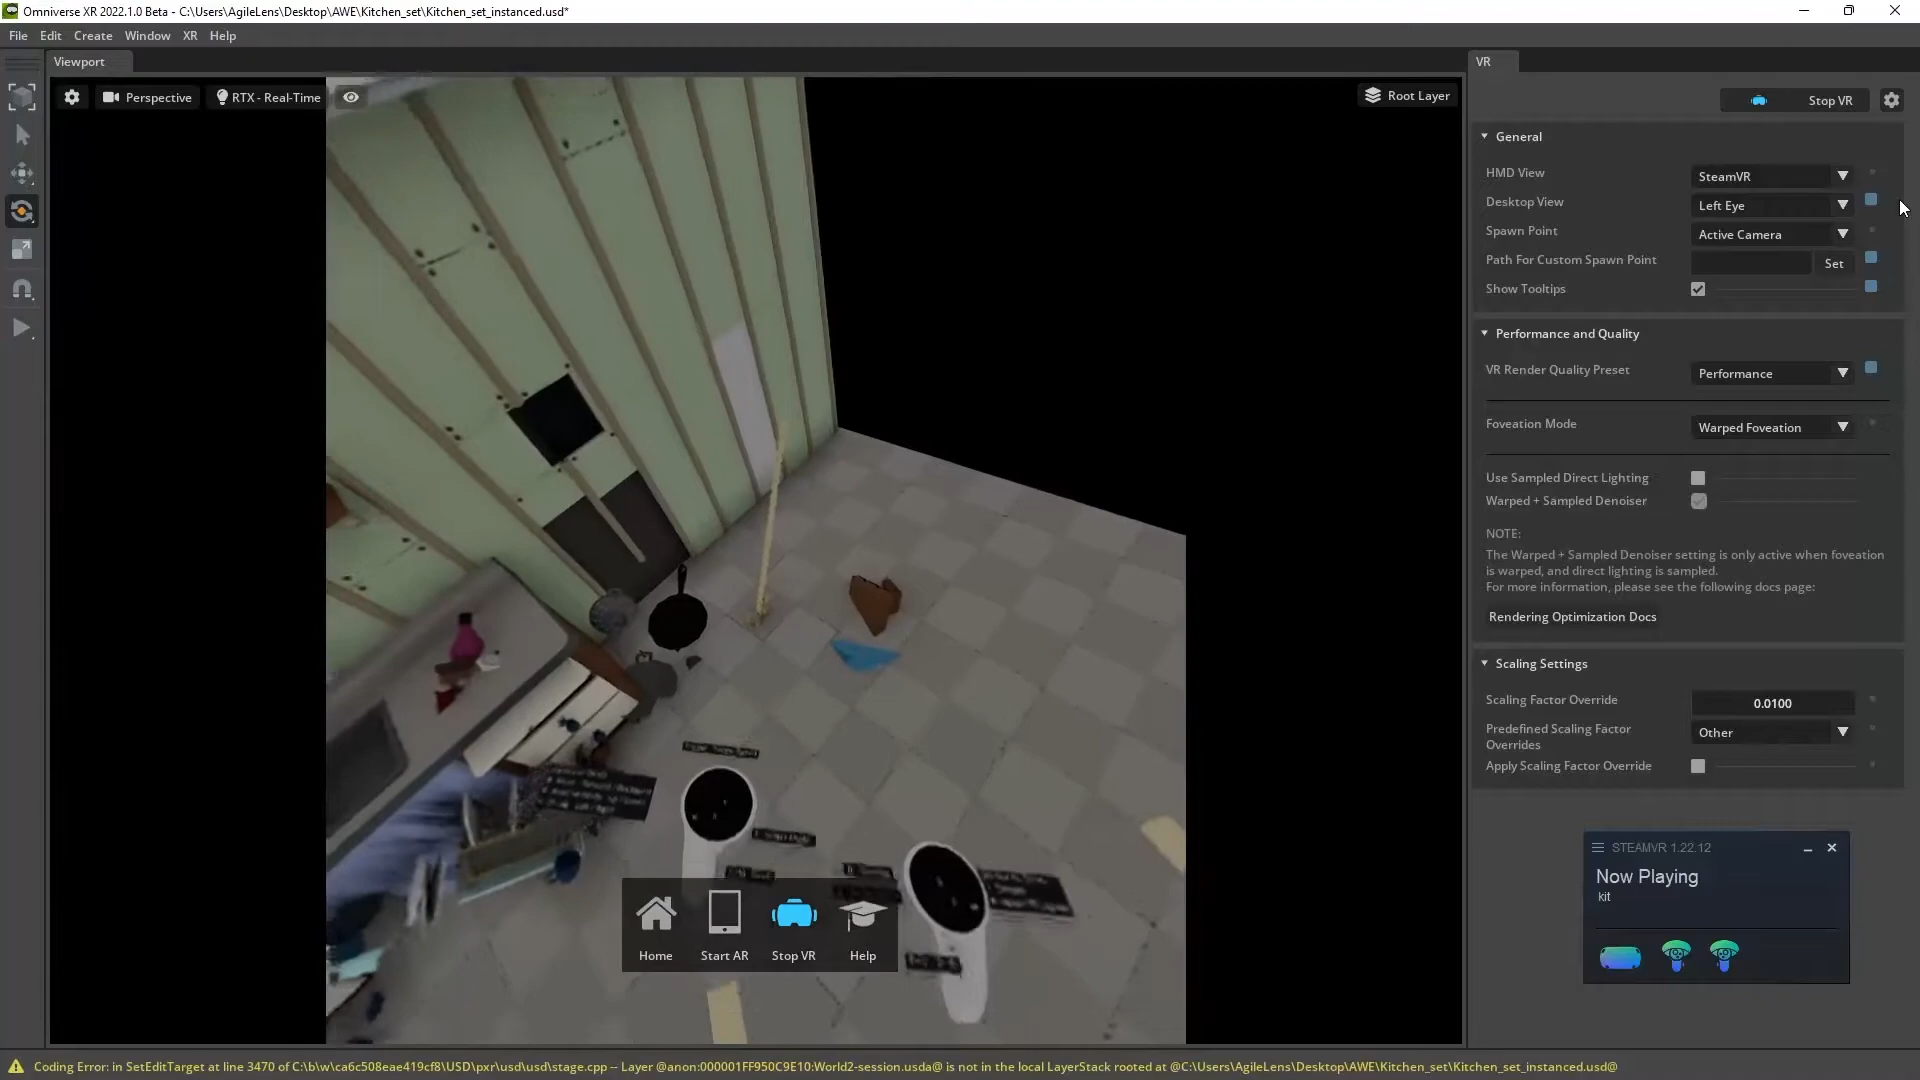 Omniverse XR 2022.1.0 Beta - C:\Users\AgileLens\Desktop\AWE\Kitchen_set\Kitchen_set_instanced.usd*
File Edit Create Window XR Help
Viewport
VR
Perspective
RTX - Real-Time
Root Layer
Stop VR
General
HMD View
SteamVR
Desktop View
Left Eye
Spawn Point
Active Camera
Path For Custom Spawn Point
Set
Show Tooltips
Performance and Quality
VR Render Quality Preset
Performance
Foveation Mode
Warped Foveation
Use Sampled Direct Lighting
Warped + Sampled Denoiser
NOTE:
The Warped + Sampled Denoiser setting is only active when foveation
is warped, and direct lighting is sampled.
For more information, please see the following docs page:
Rendering Optimization Docs
Scaling Settings
Scaling Factor Override
0.0100
Predefined Scaling Factor
Overrides
Other
Apply Scaling Factor Override
STEAMVR 1.22.12
Now Playing
kit
Home
Start AR
Stop VR
Help
Coding Error: in SetEditTarget at line 3470 of C:\b\w\ca6c508eae419cf8\USD\pxr\usd\usd\stage.cpp -- Layer @anon:000001FF950C9E10:World2-session.usda@ is not in the local LayerStack rooted at @C:\Users\AgileLens\Desktop\AWE\Kitchen_set\Kitchen_set_instanced.usd@